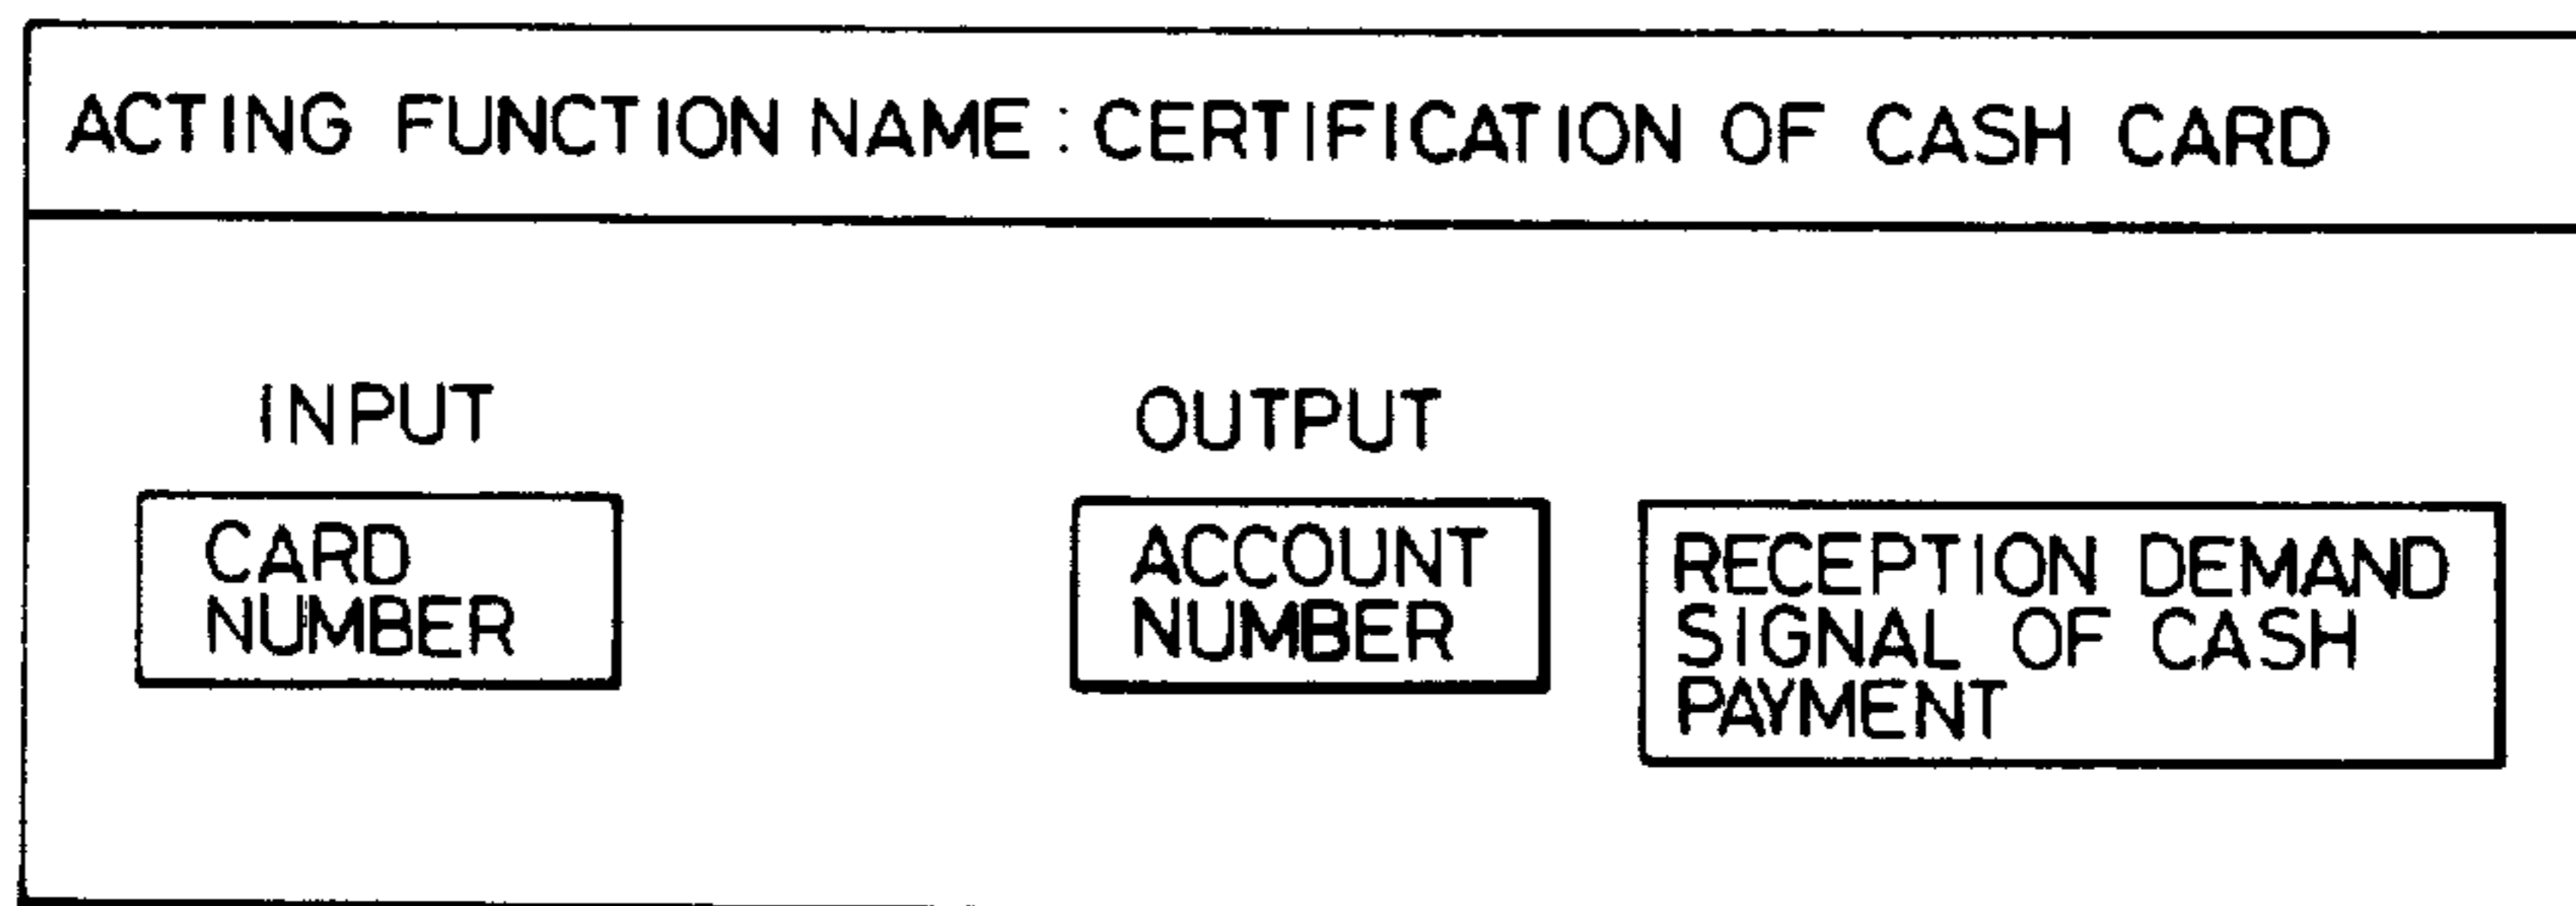 ACTING FUNCTION NAME : CERTIFICATION OF CASH CARD
INPUT
OUTPUT
CARD
NUMBER
ACCOUNT
NUMBER
RECEPTION DEMAND
SIGNAL OF CASH
PAYMENT